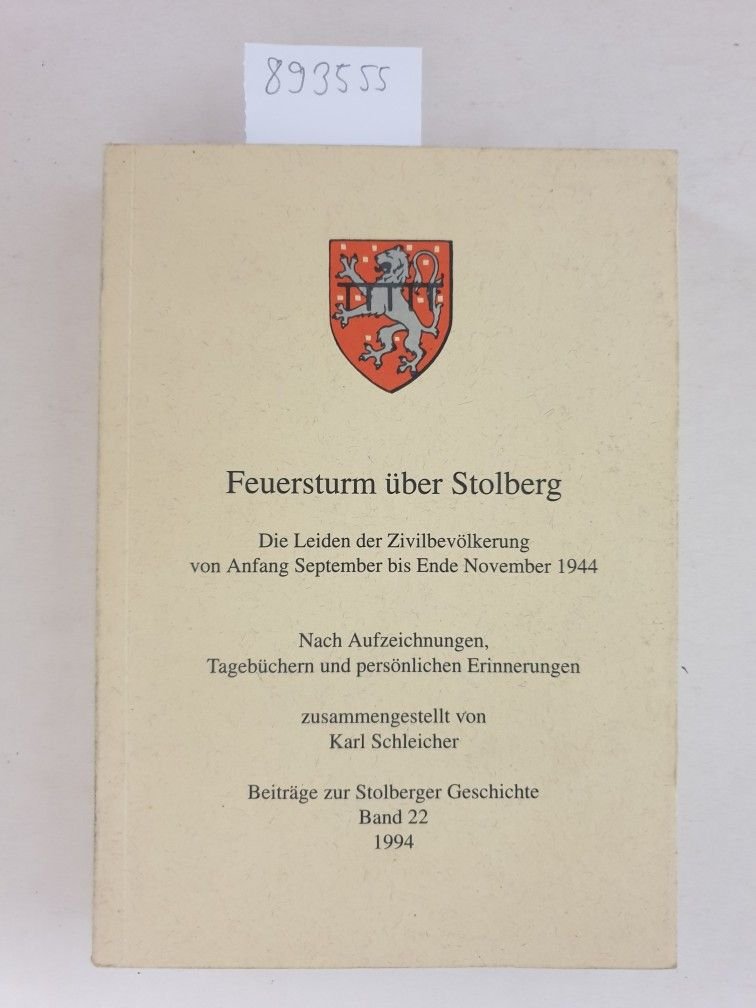 893555
Feuersturm über Stolberg
Die Leiden der Zivilbevölkerung
von Anfang September bis Ende November 1944
Nach Aufzeichnungen,
Tagebüchern und persönlichen Erinnerungen
zusammengestellt von
Karl Schleicher
Beiträge zur Stolberger Geschichte
Band 22
1994